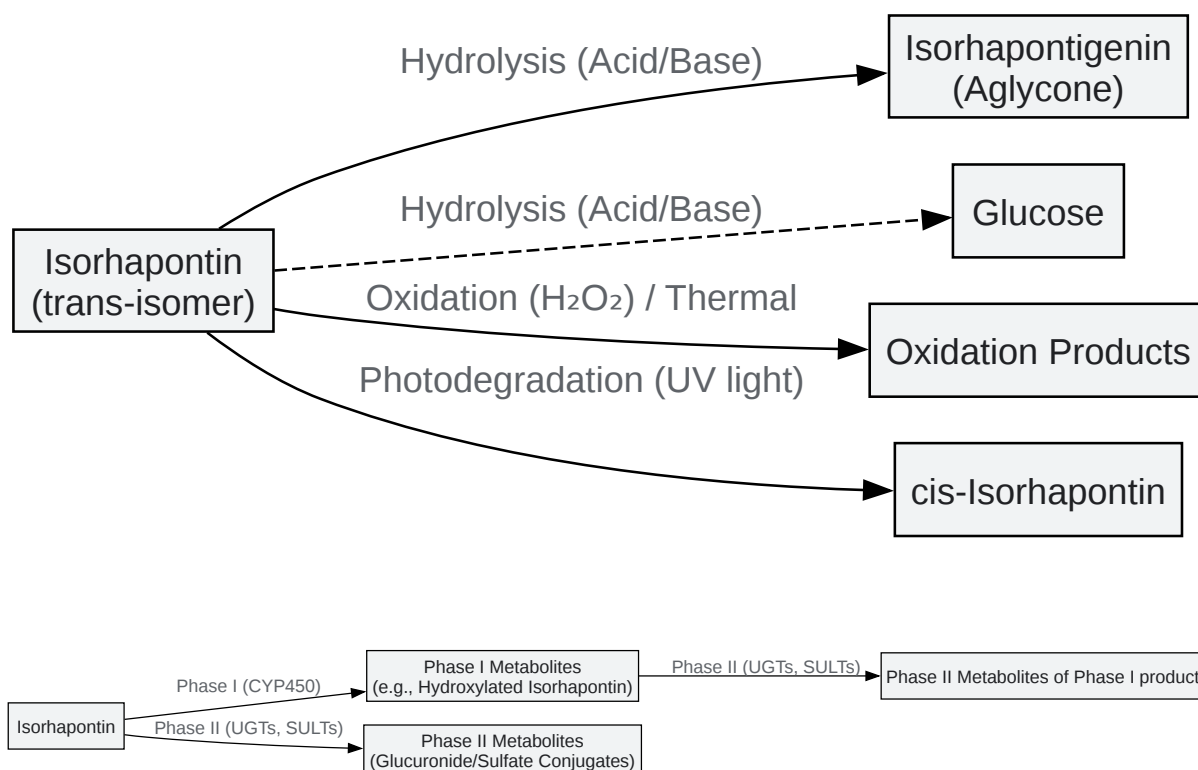 Hydrolysis (Acid/Base)
Isorhapontigenin
(Aglycone)
Hydrolysis (Acid/Base)
Glucose
Isorhapontin
(trans-isomer)
Oxidation (H₂O₂) / Thermal
Oxidation Products
Photodegradation (UV light)
cis-Isorhapontin
Phase I Metabolites
(e.g., Hydroxylated Isorhapontin)
Phase II (UGTs, SULTs)
Phase II Metabolites of Phase I product
Phase I (CYP450)
Isorhapontin
Phase II (UGTs, SULTs)
Phase II Metabolites
(Glucuronide/Sulfate Conjugates)